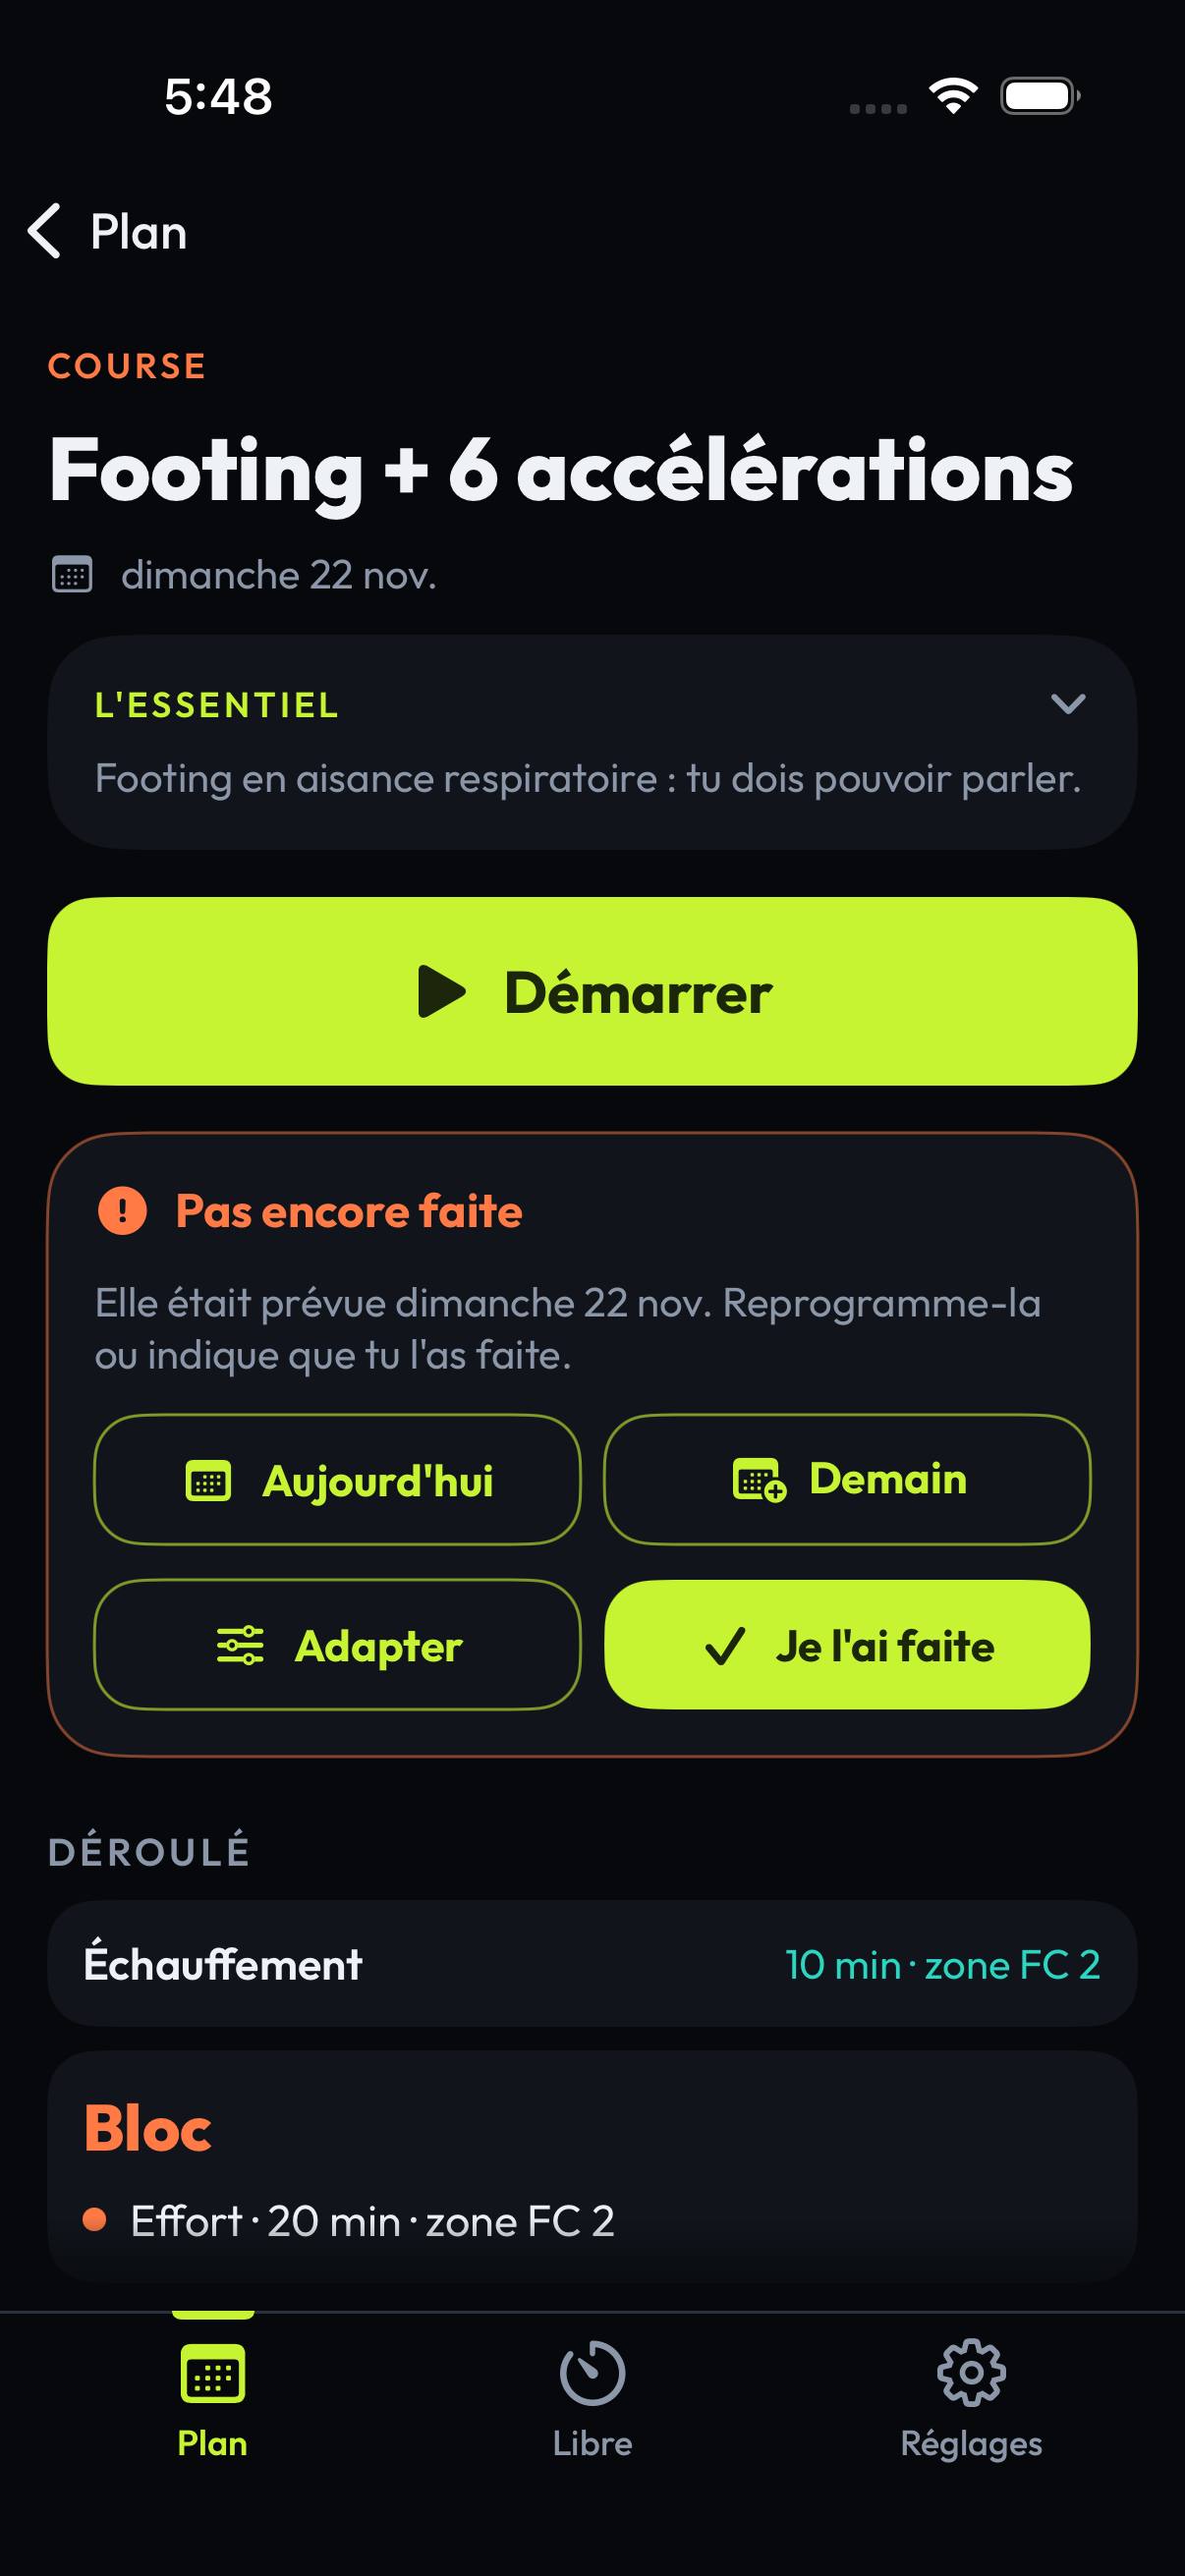 5:48
Plan
COURSE
Footing + 6 accélérations
dimanche 22 nov.
L'ESSENTIEL
Footing en aisance respiratoire : tu dois pouvoir parler.
Démarrer
Pas encore faite
Elle était prévue dimanche 22 nov. Reprogramme-la
ou indique que tu l'as faite.
Aujourd'hui
Demain
Adapter
Je l'ai faite
DÉROULÉ
Échauffement
10 min · zone FC 2
Bloc
Effort · 20 min · zone FC 2
Plan
Libre
Réglages